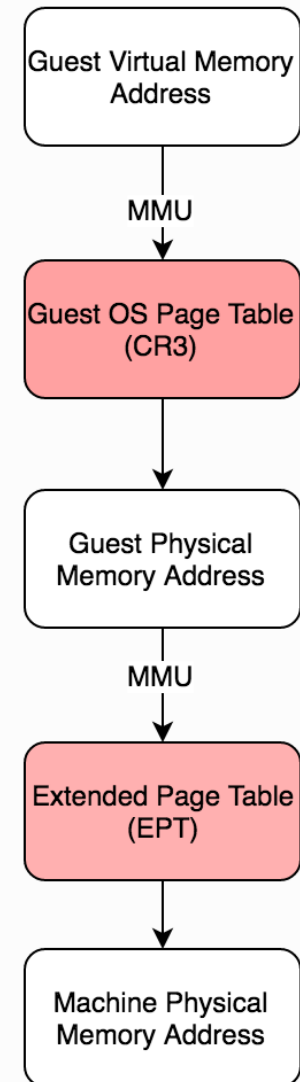 Guest Virtual Memory
Address
MMU
Guest OS Page Table
(CR3)
Guest Physical
Memory Address
MMU
Extended Page Table
(EPT)
Machine Physical
Memory Address